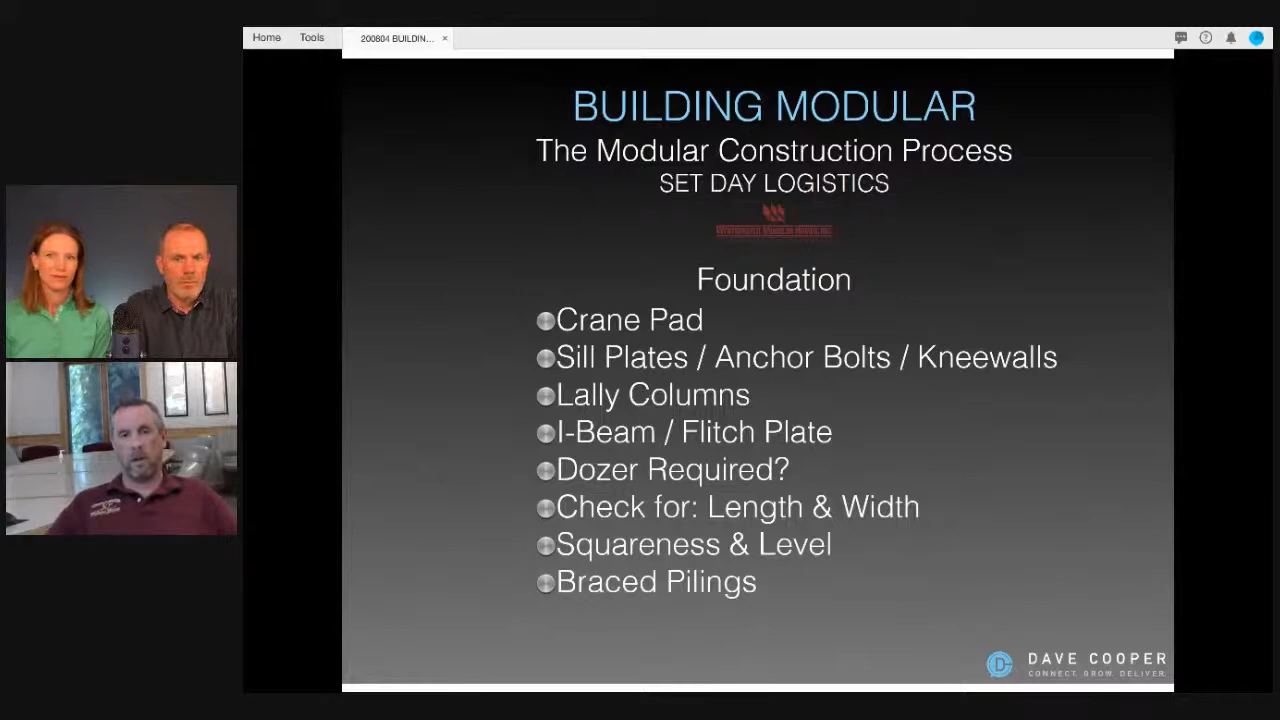 Home Tools 200804 BUILDIN... ×
BUILDING MODULAR
The Modular Construction Process
SET DAY LOGISTICS
Foundation
Crane Pad
Sill Plates / Anchor Bolts / Kneewalls
Lally Columns
I-Beam / Flitch Plate
Dozer Required?
Check for: Length & Width
Squareness & Level
Braced Pilings
DAVE COOPER
CONNECT. GROW. DELIVER.